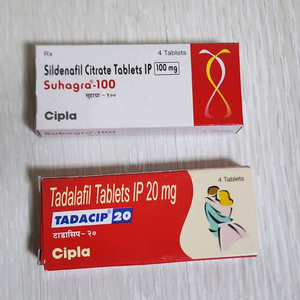 Rx
4 Tablets
Sildenafil Citrate Tablets IP 100 mg
Suhagra®-100
सुहागरा-१००
Cipla
Tadalafil Tablets IP 20 mg
4 Tablets
TADACIP® 20
टाडासिप-२०
Cipla